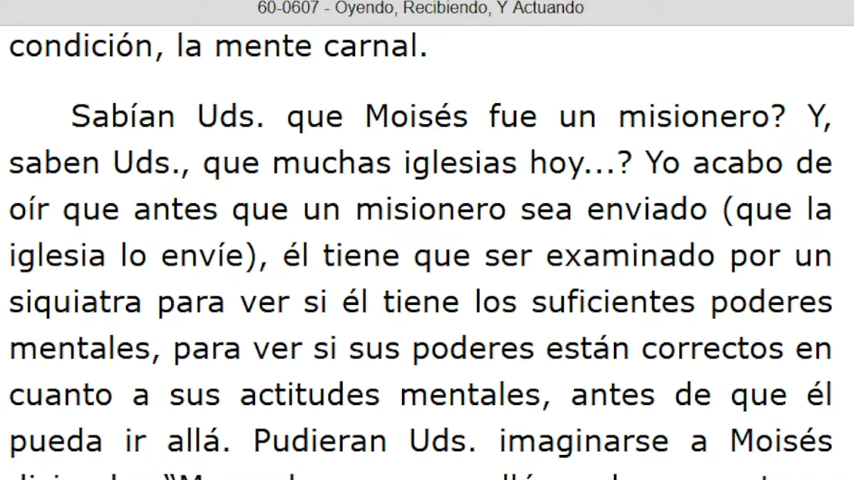 60-0607 - Oyendo, Recibiendo, Y Actuando
condición, la mente carnal.
Sabían Uds. que Moisés fue un misionero? Y,
saben Uds., que muchas iglesias hoy...? Yo acabo de
oír que antes que un misionero sea enviado (que la
iglesia lo envíe), él tiene que ser examinado por un
siquiatra para ver si él tiene los suficientes poderes
mentales, para ver si sus poderes están correctos en
cuanto a sus actitudes mentales, antes de que él
pueda ir allá. Pudieran Uds. imaginarse a Moisés